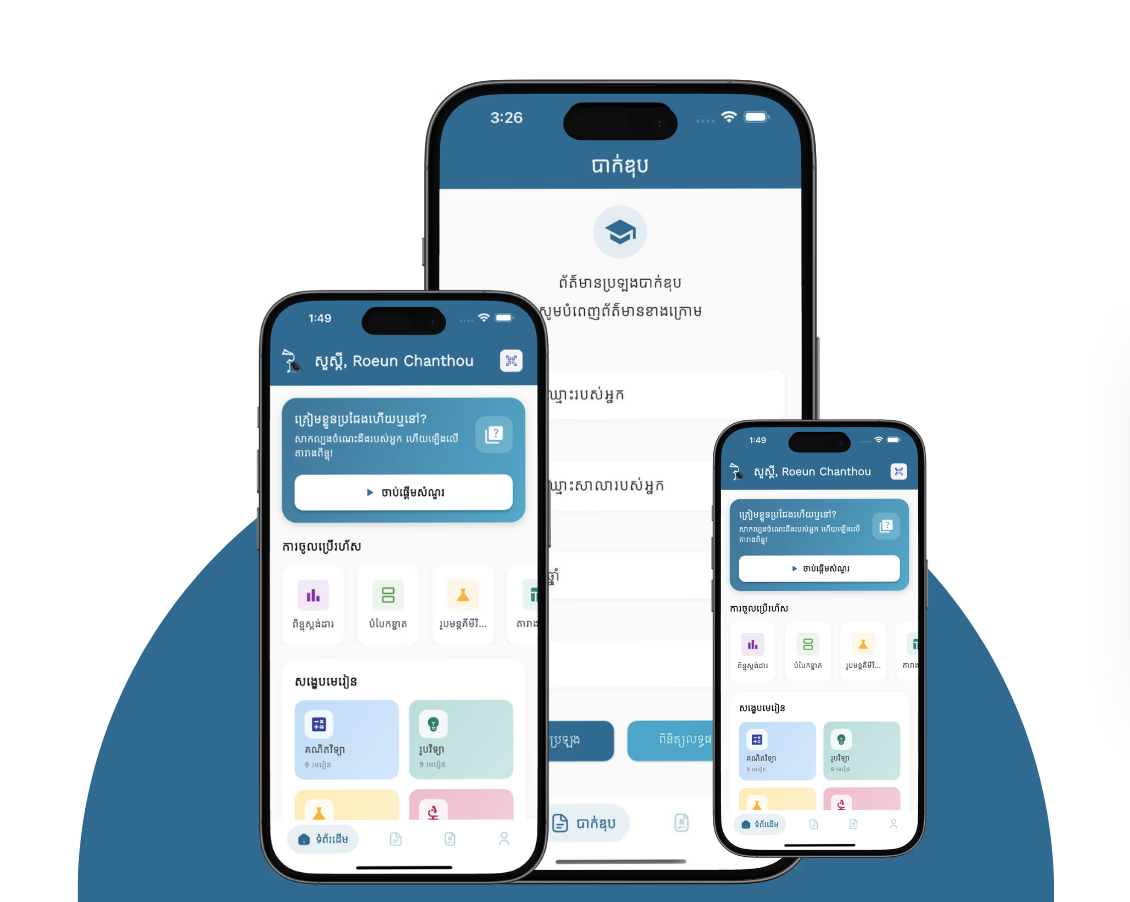 3:26
បាក់ឌុប
ព័ត៌មានប្រឡងបាក់ឌុប
សូមបំពេញព័ត៌មានខាងក្រោម
ឈ្មោះរបស់អ្នក
ឈ្មោះសាលារបស់អ្នក
ឆ្នាំ
ប្រឡង
ពិនិត្យលទ្ធផ
បាក់ឌុប
1:49
សួស្តី, Roeun Chanthou
ត្រៀមខ្លួនប្រជែងហើយឬនៅ?
សាកល្បងចំណេះដឹងរបស់អ្នក ហើយឡើងលើ
តារាងពិន្ទុ!
ចាប់ផ្តើមសំណួរ
ការចូលប្រើរហ័ស
ពិន្ទុស្តង់ដារ
បំបែកខ្នាត
រូបមន្តគីមីវិ...
តារាង
សង្ខេបមេរៀន
គណិតវិទ្យា
9 មេរៀន
រូបវិទ្យា
9 មេរៀន
ទំព័រដើម
1:49
សួស្តី, Roeun Chanthou
ត្រៀមខ្លួនប្រជែងហើយឬនៅ?
សាកល្បងចំណេះដឹងរបស់អ្នក ហើយឡើងលើ
តារាងពិន្ទុ!
ចាប់ផ្តើមសំណួរ
ការចូលប្រើរហ័ស
ពិន្ទុស្តង់ដារ
បំបែកខ្នាត
រូបមន្តគីមីវិ...
តារាង
សង្ខេបមេរៀន
គណិតវិទ្យា
9 មេរៀន
រូបវិទ្យា
9 មេរៀន
ទំព័រដើម